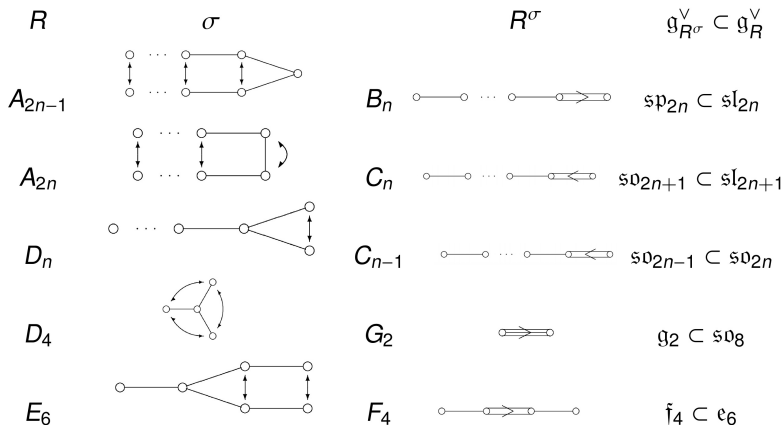 R σ R^σ 𝔤^∨_{R^σ} ⊂ 𝔤^∨_R
A_{2n−1} B_n 𝔰𝔭_{2n} ⊂ 𝔰𝔩_{2n}
A_{2n} C_n 𝔰𝔬_{2n+1} ⊂ 𝔰𝔩_{2n+1}
D_n C_{n−1} 𝔰𝔬_{2n−1} ⊂ 𝔰𝔬_{2n}
D_4 G_2 𝔤_2 ⊂ 𝔰𝔬_8
E_6 F_4 𝔣_4 ⊂ 𝔢_6